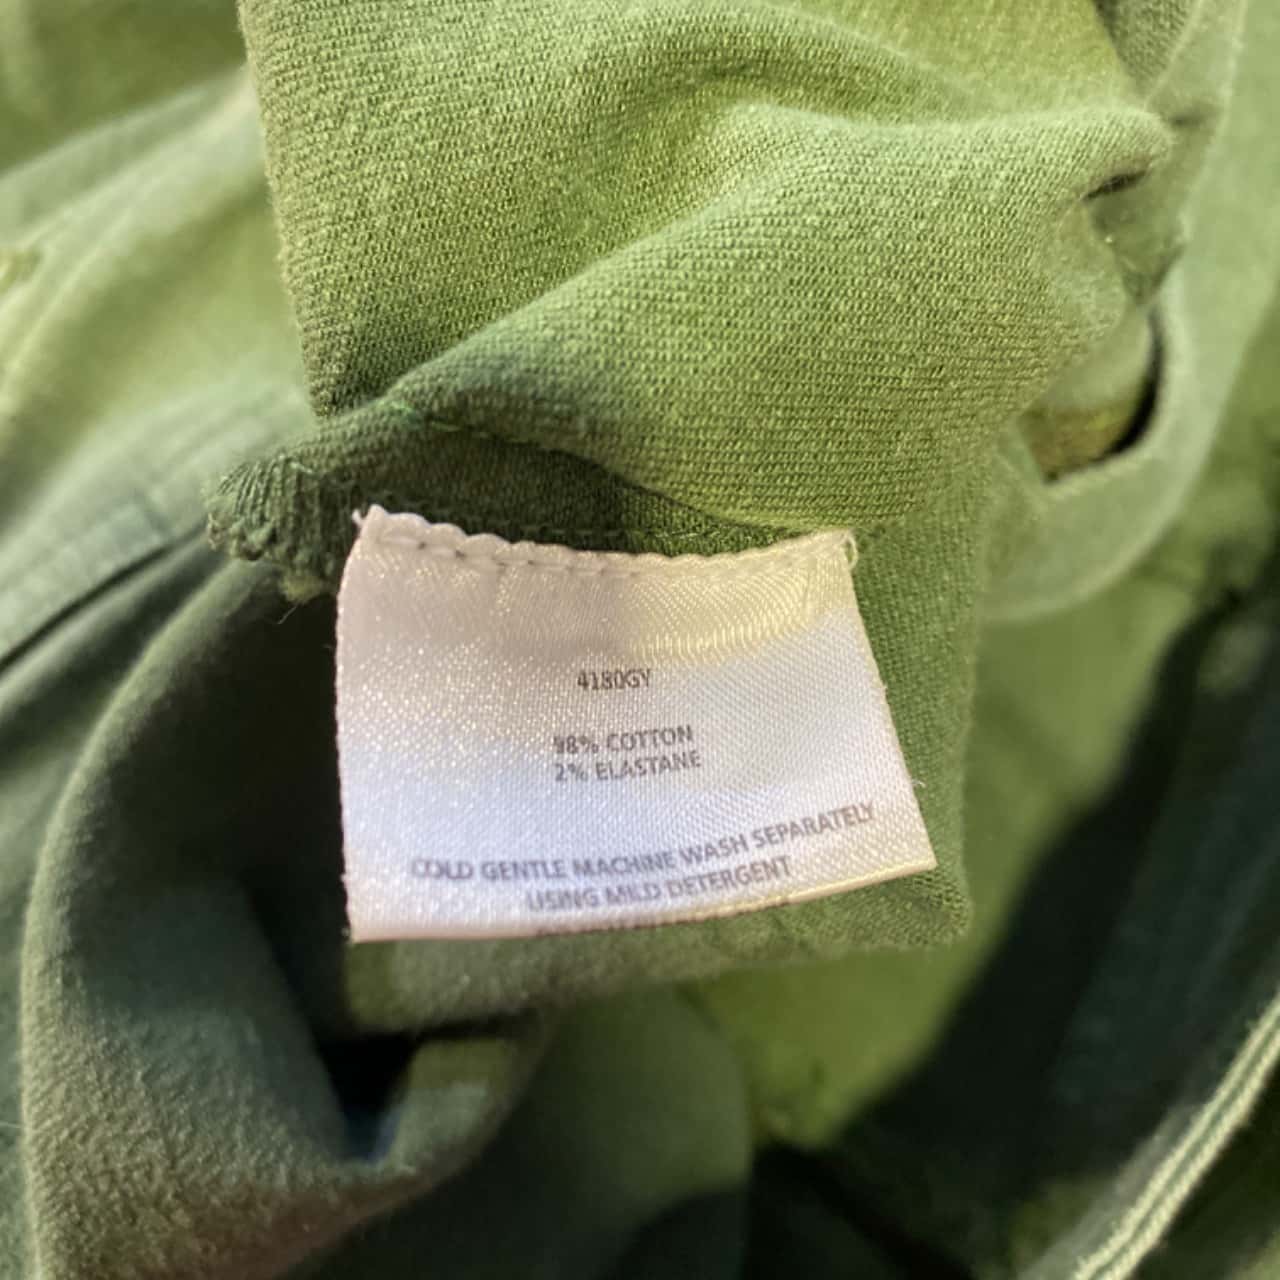 4180GY
98% COTTON
2% ELASTANE
COLD GENTLE MACHINE WASH SEPARATELY
USING MILD DETERGENT